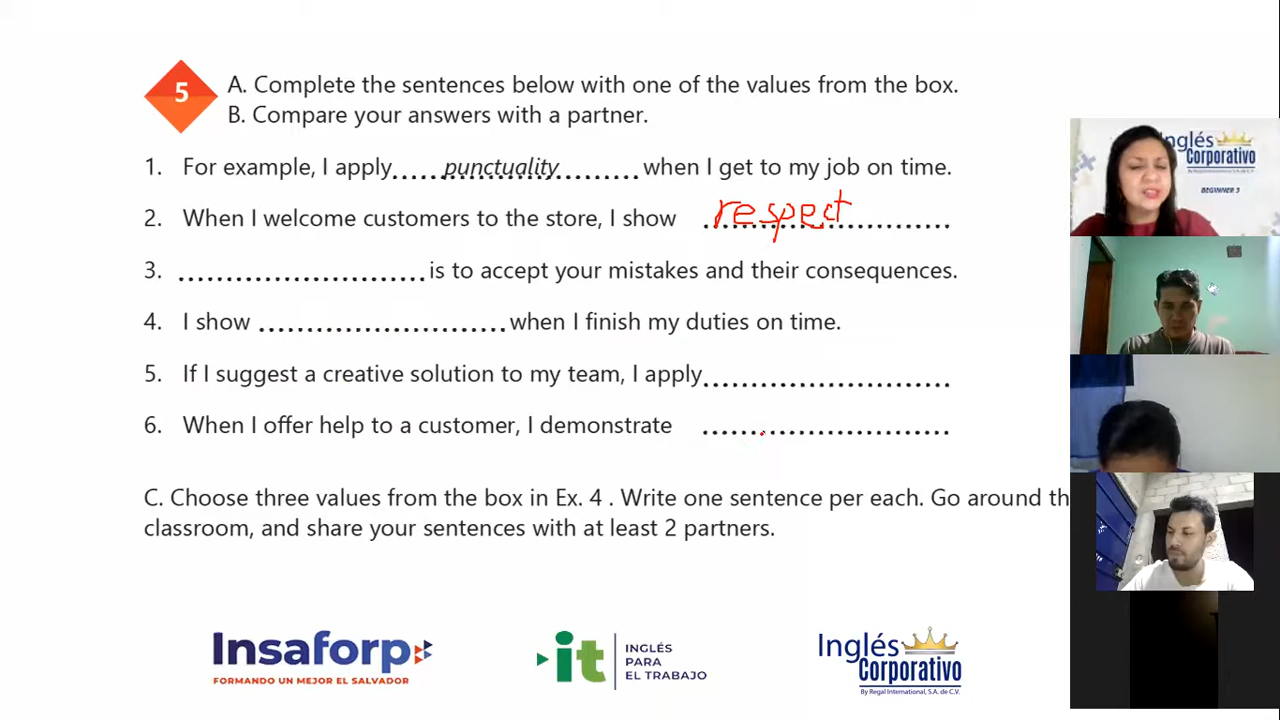 5
A. Complete the sentences below with one of the values from the box.
B. Compare your answers with a partner.
1. For example, I apply.....punctuality.......... when I get to my job on time.
2. When I welcome customers to the store, I show respect
3. .......................... is to accept your mistakes and their consequences.
4. I show .......................... when I finish my duties on time.
5. If I suggest a creative solution to my team, I apply..........................
6. When I offer help to a customer, I demonstrate ..........................
C. Choose three values from the box in Ex. 4 . Write one sentence per each. Go around th
classroom, and share your sentences with at least 2 partners.
Inglés
Corporativo
By Regal International, S.A. de C.V.
BEGINNER 3
Insaforp
FORMANDO UN MEJOR EL SALVADOR
it
INGLÉS
PARA
EL TRABAJO
Inglés
Corporativo
By Regal International, S.A. de C.V.